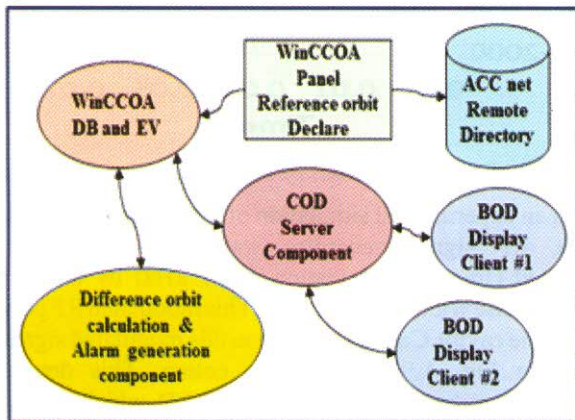 WinCCOA
DB and EV
WinCCOA
Panel
Reference orbit
Declare
ACC net
Remote
Directory
COD
Server
Component
BOD
Display
Client #1
Difference orbit
calculation &
Alarm generation
component
BOD
Display
Client #2